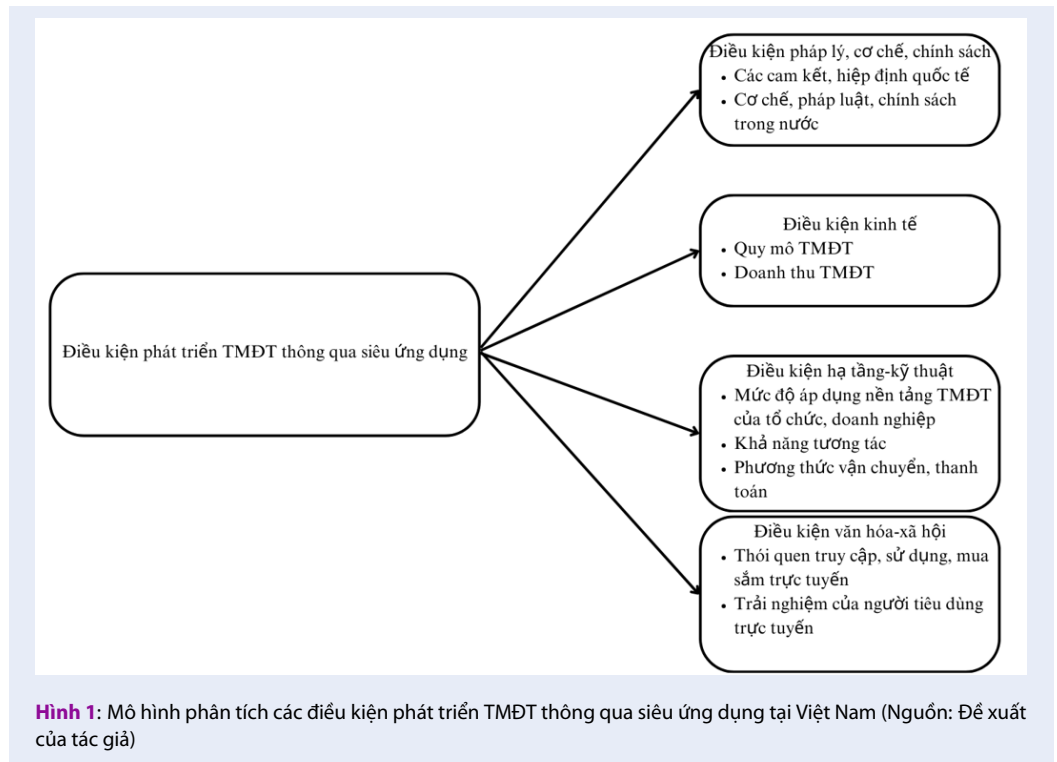 Điều kiện pháp lý, cơ chế, chính sách
• Các cam kết, hiệp định quốc tế
• Cơ chế, pháp luật, chính sách
trong nước
Điều kiện kinh tế
• Quy mô TMĐT
• Doanh thu TMĐT
Điều kiện phát triển TMĐT thông qua siêu ứng dụng
Điều kiện hạ tầng-kỹ thuật
• Mức độ áp dụng nền tảng TMĐT
của tổ chức, doanh nghiệp
• Khả năng tương tác
• Phương thức vận chuyển, thanh
toán
Điều kiện văn hóa-xã hội
• Thói quen truy cập, sử dụng, mua
sắm trực tuyến
• Trải nghiệm của người tiêu dùng
trực tuyến
Hình 1: Mô hình phân tích các điều kiện phát triển TMĐT thông qua siêu ứng dụng tại Việt Nam (Nguồn: Đề xuất
của tác giả)